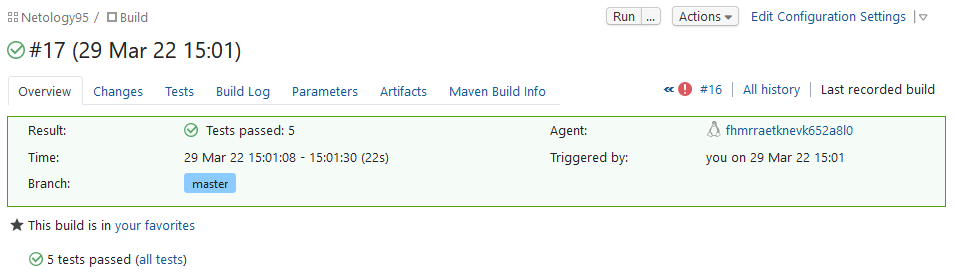 Netology95 / Build
Run ... Actions Edit Configuration Settings
#17 (29 Mar 22 15:01)
Overview Changes Tests Build Log Parameters Artifacts Maven Build Info
#16 All history Last recorded build
Result: Tests passed: 5 Agent: fhmrraetknevk652a8l0
Time: 29 Mar 22 15:01:08 - 15:01:30 (22s) Triggered by: you on 29 Mar 22 15:01
Branch: master
This build is in your favorites
5 tests passed (all tests)